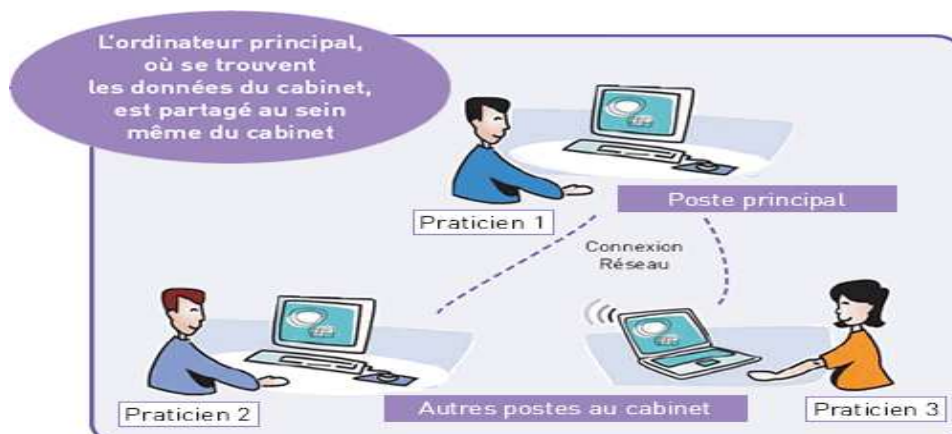 L'ordinateur principal,
où se trouvent
les données du cabinet,
est partagé au sein
même du cabinet
Poste principal
Praticien 1
Connexion
Réseau
Praticien 2
Autres postes au cabinet
Praticien 3